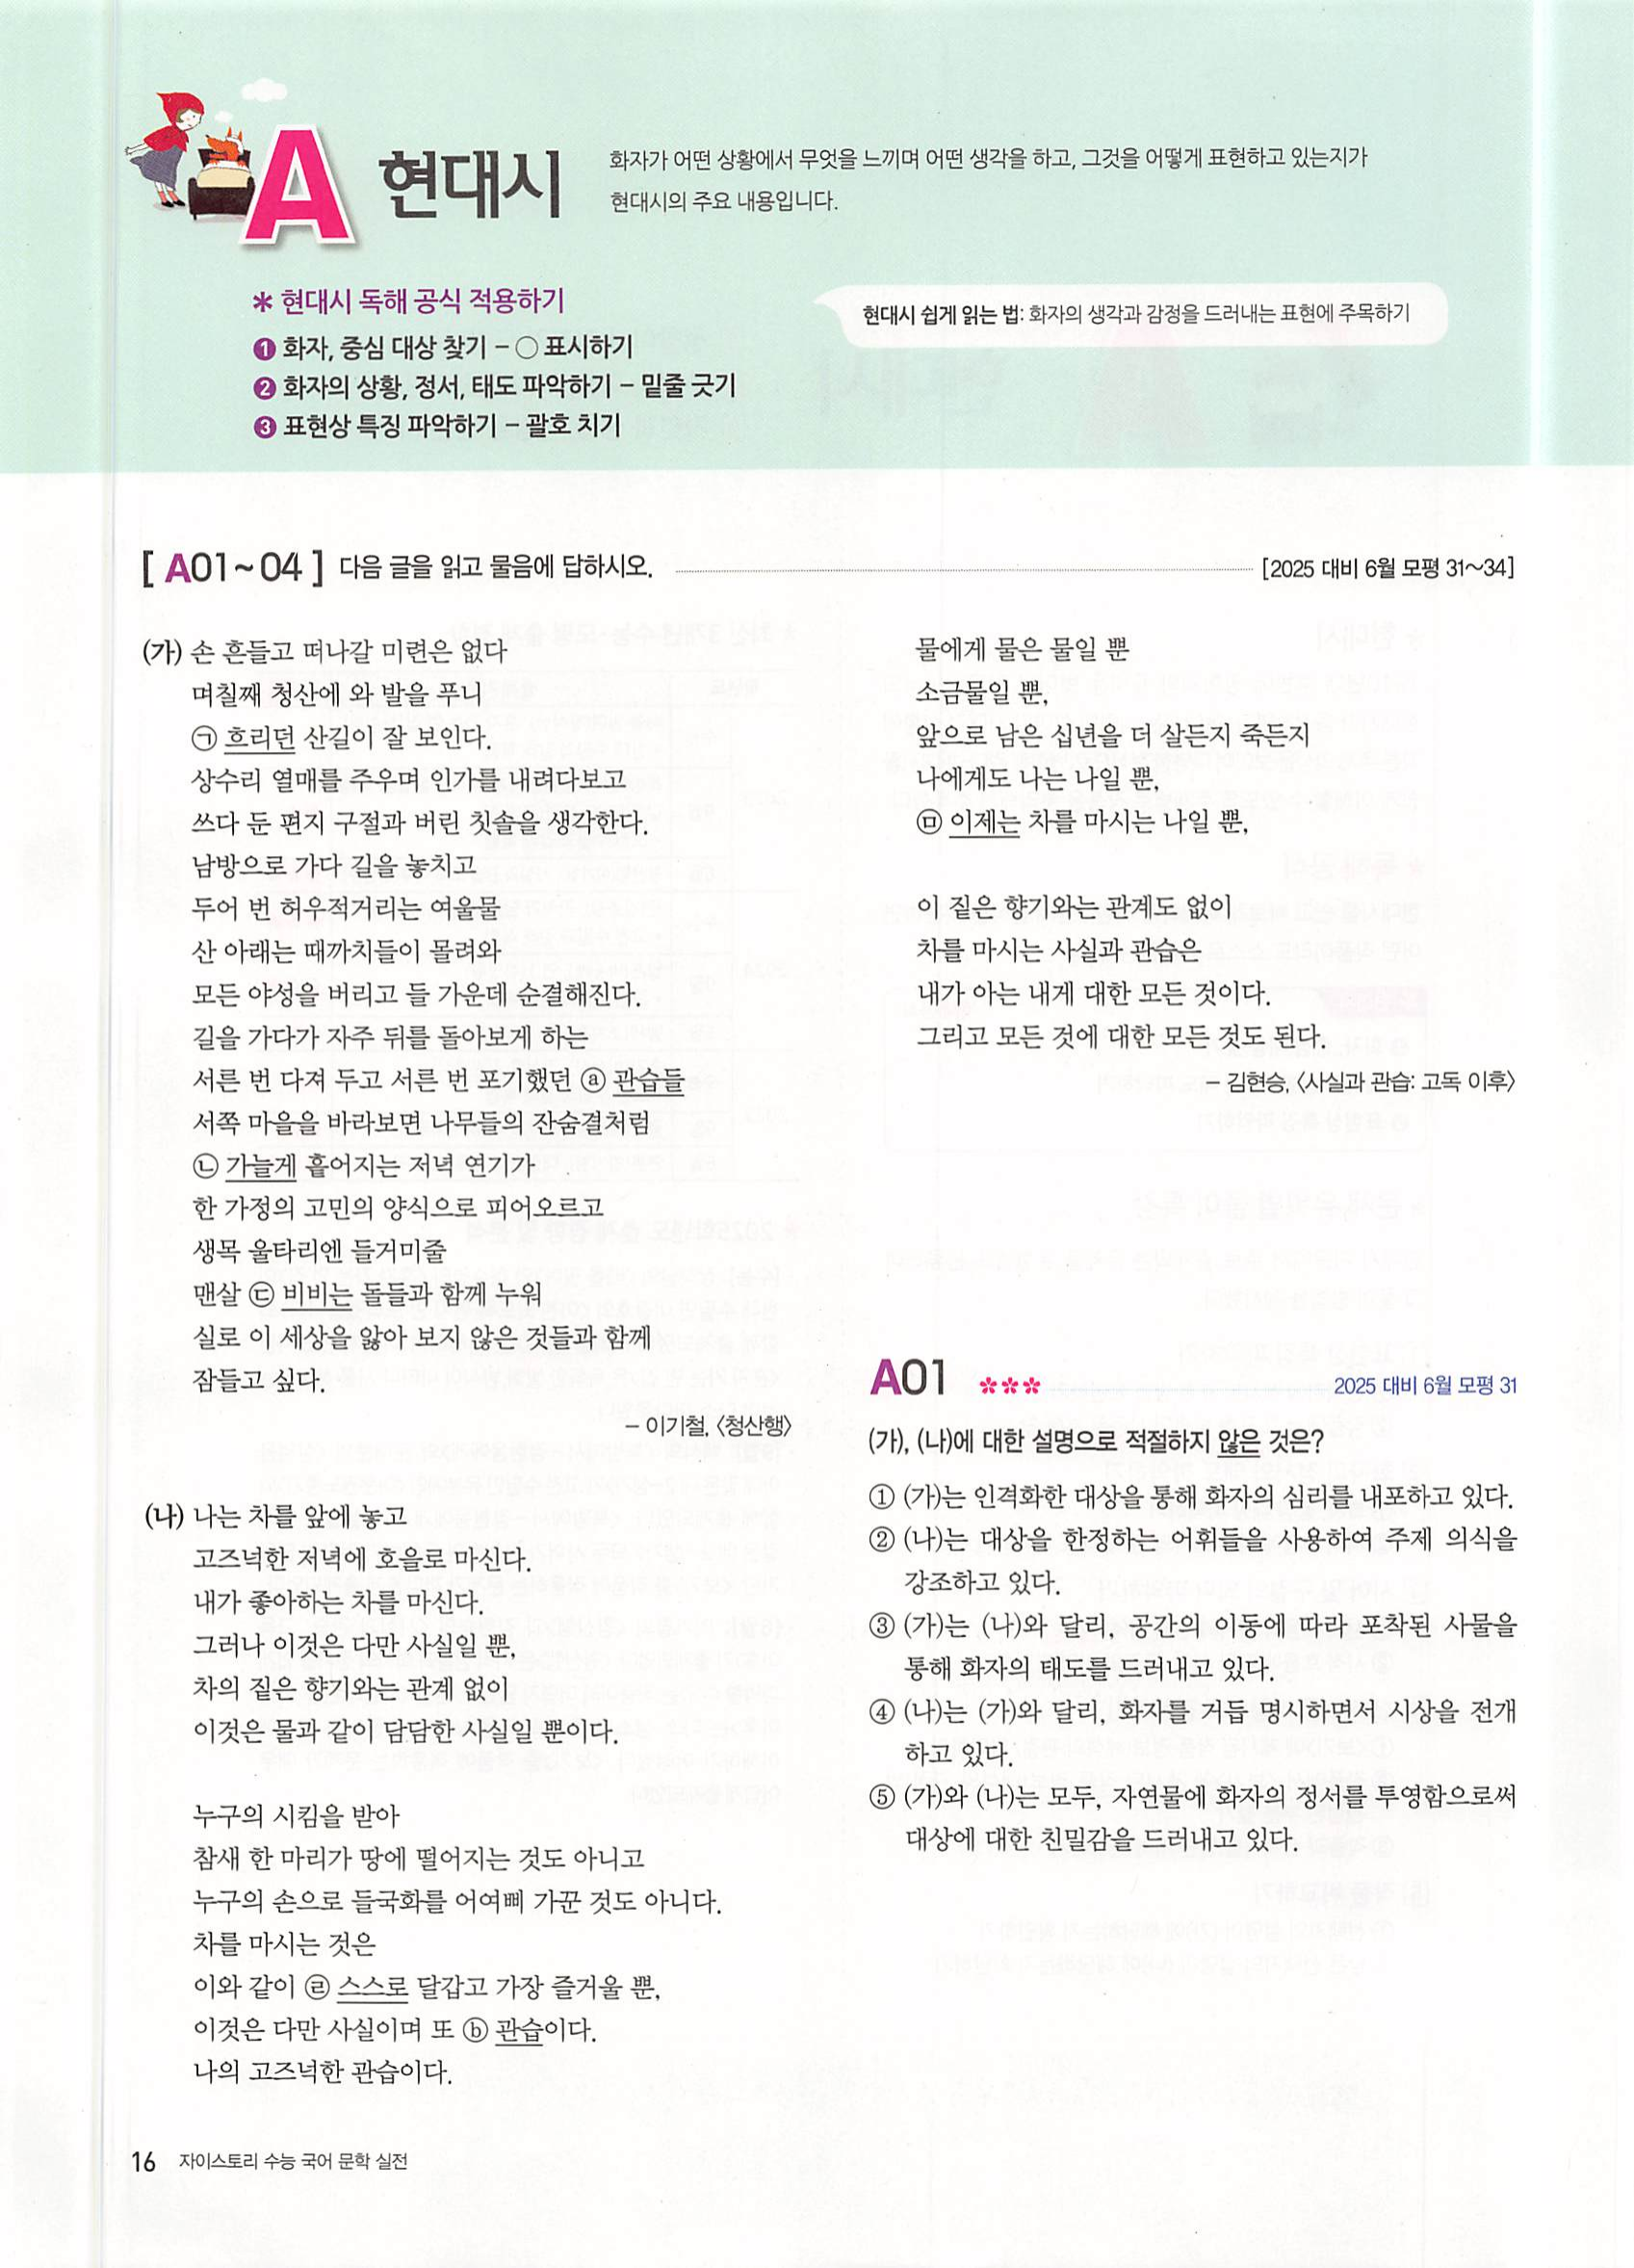 A 현대시
화자가 어떤 상황에서 무엇을 느끼며 어떤 생각을 하고, 그것을 어떻게 표현하고 있는지가
현대시의 주요 내용입니다.
* 현대시 독해 공식 적용하기
❶ 화자, 중심 대상 찾기 – ○ 표시하기
❷ 화자의 상황, 정서, 태도 파악하기 – 밑줄 긋기
❸ 표현상 특징 파악하기 – 괄호 치기
현대시 쉽게 읽는 법: 화자의 생각과 감정을 드러내는 표현에 주목하기
[ A01~04 ] 다음 글을 읽고 물음에 답하시오. [2025 대비 6월 모평 31~34]
(가) 손 흔들고 떠나갈 미련은 없다
며칠째 청산에 와 발을 푸니
㉠ 흐리던 산길이 잘 보인다.
상수리 열매를 주우며 인가를 내려다보고
쓰다 둔 편지 구절과 버린 칫솔을 생각한다.
남방으로 가다 길을 놓치고
두어 번 허우적거리는 여울물
산 아래는 때까치들이 몰려와
모든 야성을 버리고 들 가운데 순결해진다.
길을 가다가 자주 뒤를 돌아보게 하는
서른 번 다져 두고 서른 번 포기했던 ⓐ 관습들
서쪽 마을을 바라보면 나무들의 잔숨결처럼
㉡ 가늘게 흩어지는 저녁 연기가
한 가정의 고민의 양식으로 피어오르고
생목 울타리엔 들거미줄
맨살 ㉢ 비비는 돌들과 함께 누워
실로 이 세상을 앓아 보지 않은 것들과 함께
잠들고 싶다.
– 이기철, 〈청산행〉
(나) 나는 차를 앞에 놓고
고즈넉한 저녁에 호을로 마신다.
내가 좋아하는 차를 마신다.
그러나 이것은 다만 사실일 뿐,
차의 짙은 향기와는 관계 없이
이것은 물과 같이 담담한 사실일 뿐이다.
누구의 시킴을 받아
참새 한 마리가 땅에 떨어지는 것도 아니고
누구의 손으로 들국화를 어여삐 가꾼 것도 아니다.
차를 마시는 것은
이와 같이 ㉣ 스스로 달갑고 가장 즐거울 뿐,
이것은 다만 사실이며 또 ⓑ 관습이다.
나의 고즈넉한 관습이다.
물에게 물은 물일 뿐
소금물일 뿐,
앞으로 남은 십년을 더 살든지 죽든지
나에게도 나는 나일 뿐,
㉤ 이제는 차를 마시는 나일 뿐,
이 짙은 향기와는 관계도 없이
차를 마시는 사실과 관습은
내가 아는 내게 대한 모든 것이다.
그리고 모든 것에 대한 모든 것도 된다.
– 김현승, 〈사실과 관습: 고독 이후〉
A01 *** 2025 대비 6월 모평 31
(가), (나)에 대한 설명으로 적절하지 않은 것은?
① (가)는 인격화한 대상을 통해 화자의 심리를 내포하고 있다.
② (나)는 대상을 한정하는 어휘들을 사용하여 주제 의식을
강조하고 있다.
③ (가)는 (나)와 달리, 공간의 이동에 따라 포착된 사물을
통해 화자의 태도를 드러내고 있다.
④ (나)는 (가)와 달리, 화자를 거듭 명시하면서 시상을 전개
하고 있다.
⑤ (가)와 (나)는 모두, 자연물에 화자의 정서를 투영함으로써
대상에 대한 친밀감을 드러내고 있다.
16 자이스토리 수능 국어 문학 실전